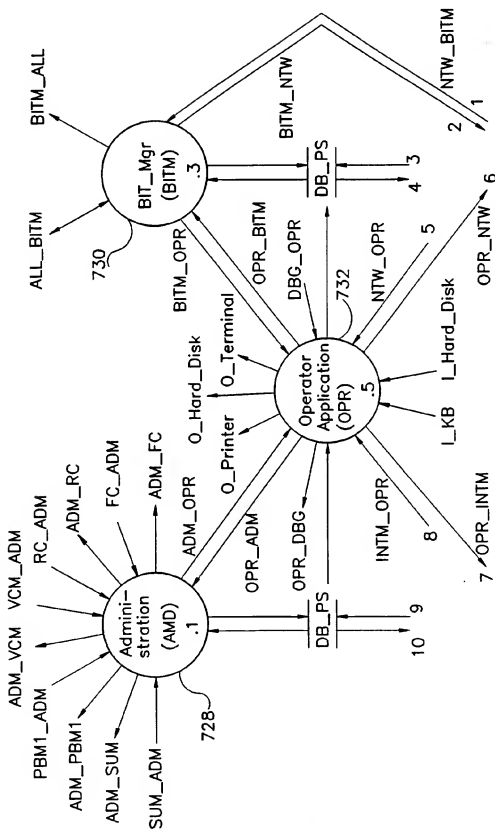 ALL_BITM
BITM_ALL
730
BIT_Mgr
(BITM)
.3
BITM_OPR
OPR_BITM
BITM_NTW
NTW_BITM
2
1
DB_PS
4
3
O_Printer
O_Hard_Disk
O_Terminal
DBG_OPR
732
Operator
Application
(OPR)
.5
NTW_OPR
5
6
OPR_NTW
I_KB
I_Hard_Disk
INTM_OPR
8
7
OPR_INTM
OPR_DBG
ADM_OPR
OPR_ADM
SUM_ADM
ADM_SUM
ADM_PBM1
PBM1_ADM
ADM_VCM
VCM_ADM
RC_ADM
ADM_RC
FC_ADM
ADM_FC
728
Admini-
stration
(AMD)
.1
DB_PS
10
9